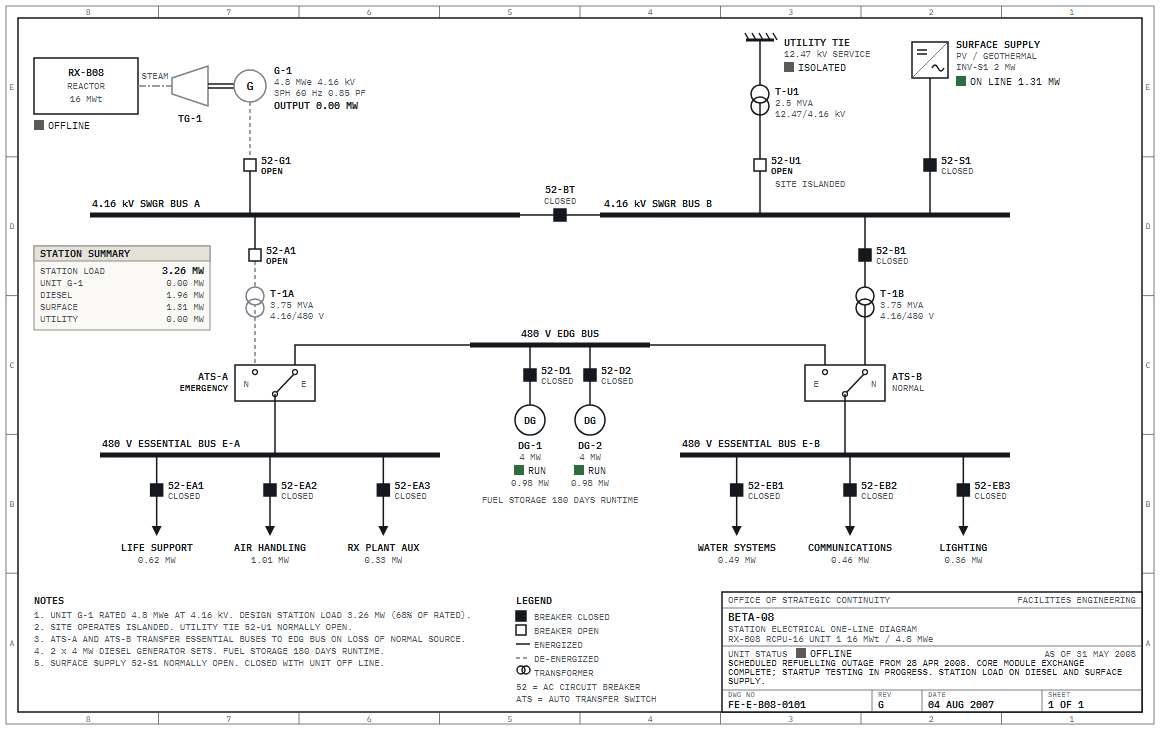 8 7 6 5 4 3 2 1
E
D
C
B
A
E
D
C
B
A
RX-B08
REACTOR
16 MWt
OFFLINE
STEAM
TG-1
G
G-1
4.8 MWe 4.16 kV
3PH 60 Hz 0.85 PF
OUTPUT 0.00 MW
52-G1
OPEN
UTILITY TIE
12.47 kV SERVICE
ISOLATED
T-U1
2.5 MVA
12.47/4.16 kV
52-U1
OPEN
SITE ISLANDED
SURFACE SUPPLY
PV / GEOTHERMAL
INV-S1 2 MW
ON LINE 1.31 MW
52-S1
CLOSED
4.16 kV SWGR BUS A
52-BT
CLOSED
4.16 kV SWGR BUS B
STATION SUMMARY
STATION LOAD 3.26 MW
UNIT G-1 0.00 MW
DIESEL 1.96 MW
SURFACE 1.31 MW
UTILITY 0.00 MW
52-A1
OPEN
T-1A
3.75 MVA
4.16/480 V
52-B1
CLOSED
T-1B
3.75 MVA
4.16/480 V
480 V EDG BUS
ATS-A
EMERGENCY
N E
52-D1
CLOSED
52-D2
CLOSED
DG
DG
DG-1
4 MW
RUN
0.98 MW
DG-2
4 MW
RUN
0.98 MW
FUEL STORAGE 180 DAYS RUNTIME
E N
ATS-B
NORMAL
480 V ESSENTIAL BUS E-A
52-EA1
CLOSED
52-EA2
CLOSED
52-EA3
CLOSED
LIFE SUPPORT
0.62 MW
AIR HANDLING
1.01 MW
RX PLANT AUX
0.33 MW
480 V ESSENTIAL BUS E-B
52-EB1
CLOSED
52-EB2
CLOSED
52-EB3
CLOSED
WATER SYSTEMS
0.49 MW
COMMUNICATIONS
0.46 MW
LIGHTING
0.36 MW
NOTES
1. UNIT G-1 RATED 4.8 MWe AT 4.16 kV. DESIGN STATION LOAD 3.26 MW (68% OF RATED).
2. SITE OPERATES ISLANDED. UTILITY TIE 52-U1 NORMALLY OPEN.
3. ATS-A AND ATS-B TRANSFER ESSENTIAL BUSES TO EDG BUS ON LOSS OF NORMAL SOURCE.
4. 2 x 4 MW DIESEL GENERATOR SETS. FUEL STORAGE 180 DAYS RUNTIME.
5. SURFACE SUPPLY 52-S1 NORMALLY OPEN. CLOSED WITH UNIT OFF LINE.
LEGEND
BREAKER CLOSED
BREAKER OPEN
ENERGIZED
DE-ENERGIZED
TRANSFORMER
52 = AC CIRCUIT BREAKER
ATS = AUTO TRANSFER SWITCH
OFFICE OF STRATEGIC CONTINUITY FACILITIES ENGINEERING
BETA-08
STATION ELECTRICAL ONE-LINE DIAGRAM
RX-B08 RCPU-16 UNIT 1 16 MWt / 4.8 MWe
UNIT STATUS OFFLINE AS OF 31 MAY 2008
SCHEDULED REFUELLING OUTAGE FROM 28 APR 2008. CORE MODULE EXCHANGE
COMPLETE; STARTUP TESTING IN PROGRESS. STATION LOAD ON DIESEL AND SURFACE
SUPPLY.
DWG NO REV DATE SHEET
FE-E-B08-0101 G 04 AUG 2007 1 OF 1
8 7 6 5 4 3 2 1